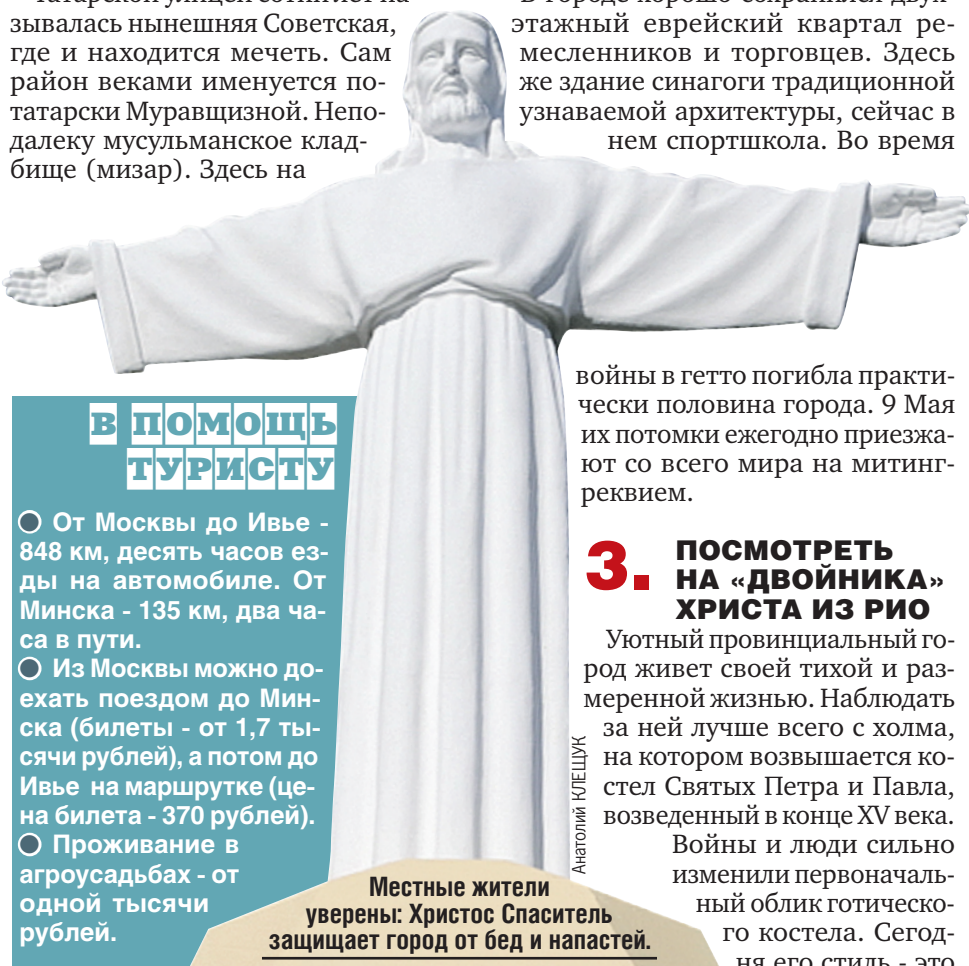 зывалась нынешняя Советская,
где и находится мечеть. Сам
район веками именуется по-
татарски Муравщизной. Непо-
далеку мусульманское клад-
бище (мизар). Здесь на
этажный еврейский квартал ре-
месленников и торговцев. Здесь
же здание синагоги традиционной
узнаваемой архитектуры, сейчас в
нем спортшкола. Во время
войны в гетто погибла практи-
чески половина города. 9 Мая
их потомки ежегодно приезжа-
ют со всего мира на митинг-
реквием.
В ПОМОЩЬ
ТУРИСТУ
● От Москвы до Ивье -
848 км, десять часов ез-
ды на автомобиле. От
Минска - 135 км, два ча-
са в пути.
● Из Москвы можно до-
ехать поездом до Мин-
ска (билеты - от 1,7 ты-
сячи рублей), а потом до
Ивье на маршрутке (це-
на билета - 370 рублей).
● Проживание в
агроусадьбах - от
одной тысячи
рублей.
3. ПОСМОТРЕТЬ
НА «ДВОЙНИКА»
ХРИСТА ИЗ РИО
Уютный провинциальный го-
род живет своей тихой и раз-
меренной жизнью. Наблюдать
за ней лучше всего с холма,
на котором возвышается ко-
стел Святых Петра и Павла,
возведенный в конце XV века.
Войны и люди сильно
изменили первоначаль-
ный облик готическо-
го костела. Сегод-
ня его стиль - это
Анатолий КЛЕЩУК
Местные жители
уверены: Христос Спаситель
защищает город от бед и напастей.